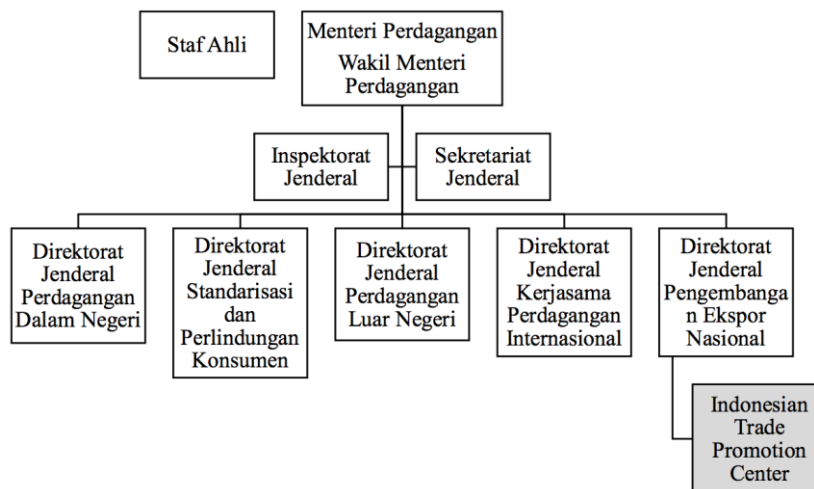 Staf Ahli
Menteri Perdagangan
Wakil Menteri
Perdagangan
Inspektorat
Jenderal
Sekretariat
Jenderal
Direktorat
Jenderal
Perdagangan
Dalam Negeri
Direktorat
Jenderal
Standarisasi
dan
Perlindungan
Konsumen
Direktorat
Jenderal
Perdagangan
Luar Negeri
Direktorat
Jenderal
Kerjasama
Perdagangan
Internasional
Direktorat
Jenderal
Pengembanga
n Ekspor
Nasional
Indonesian
Trade
Promotion
Center